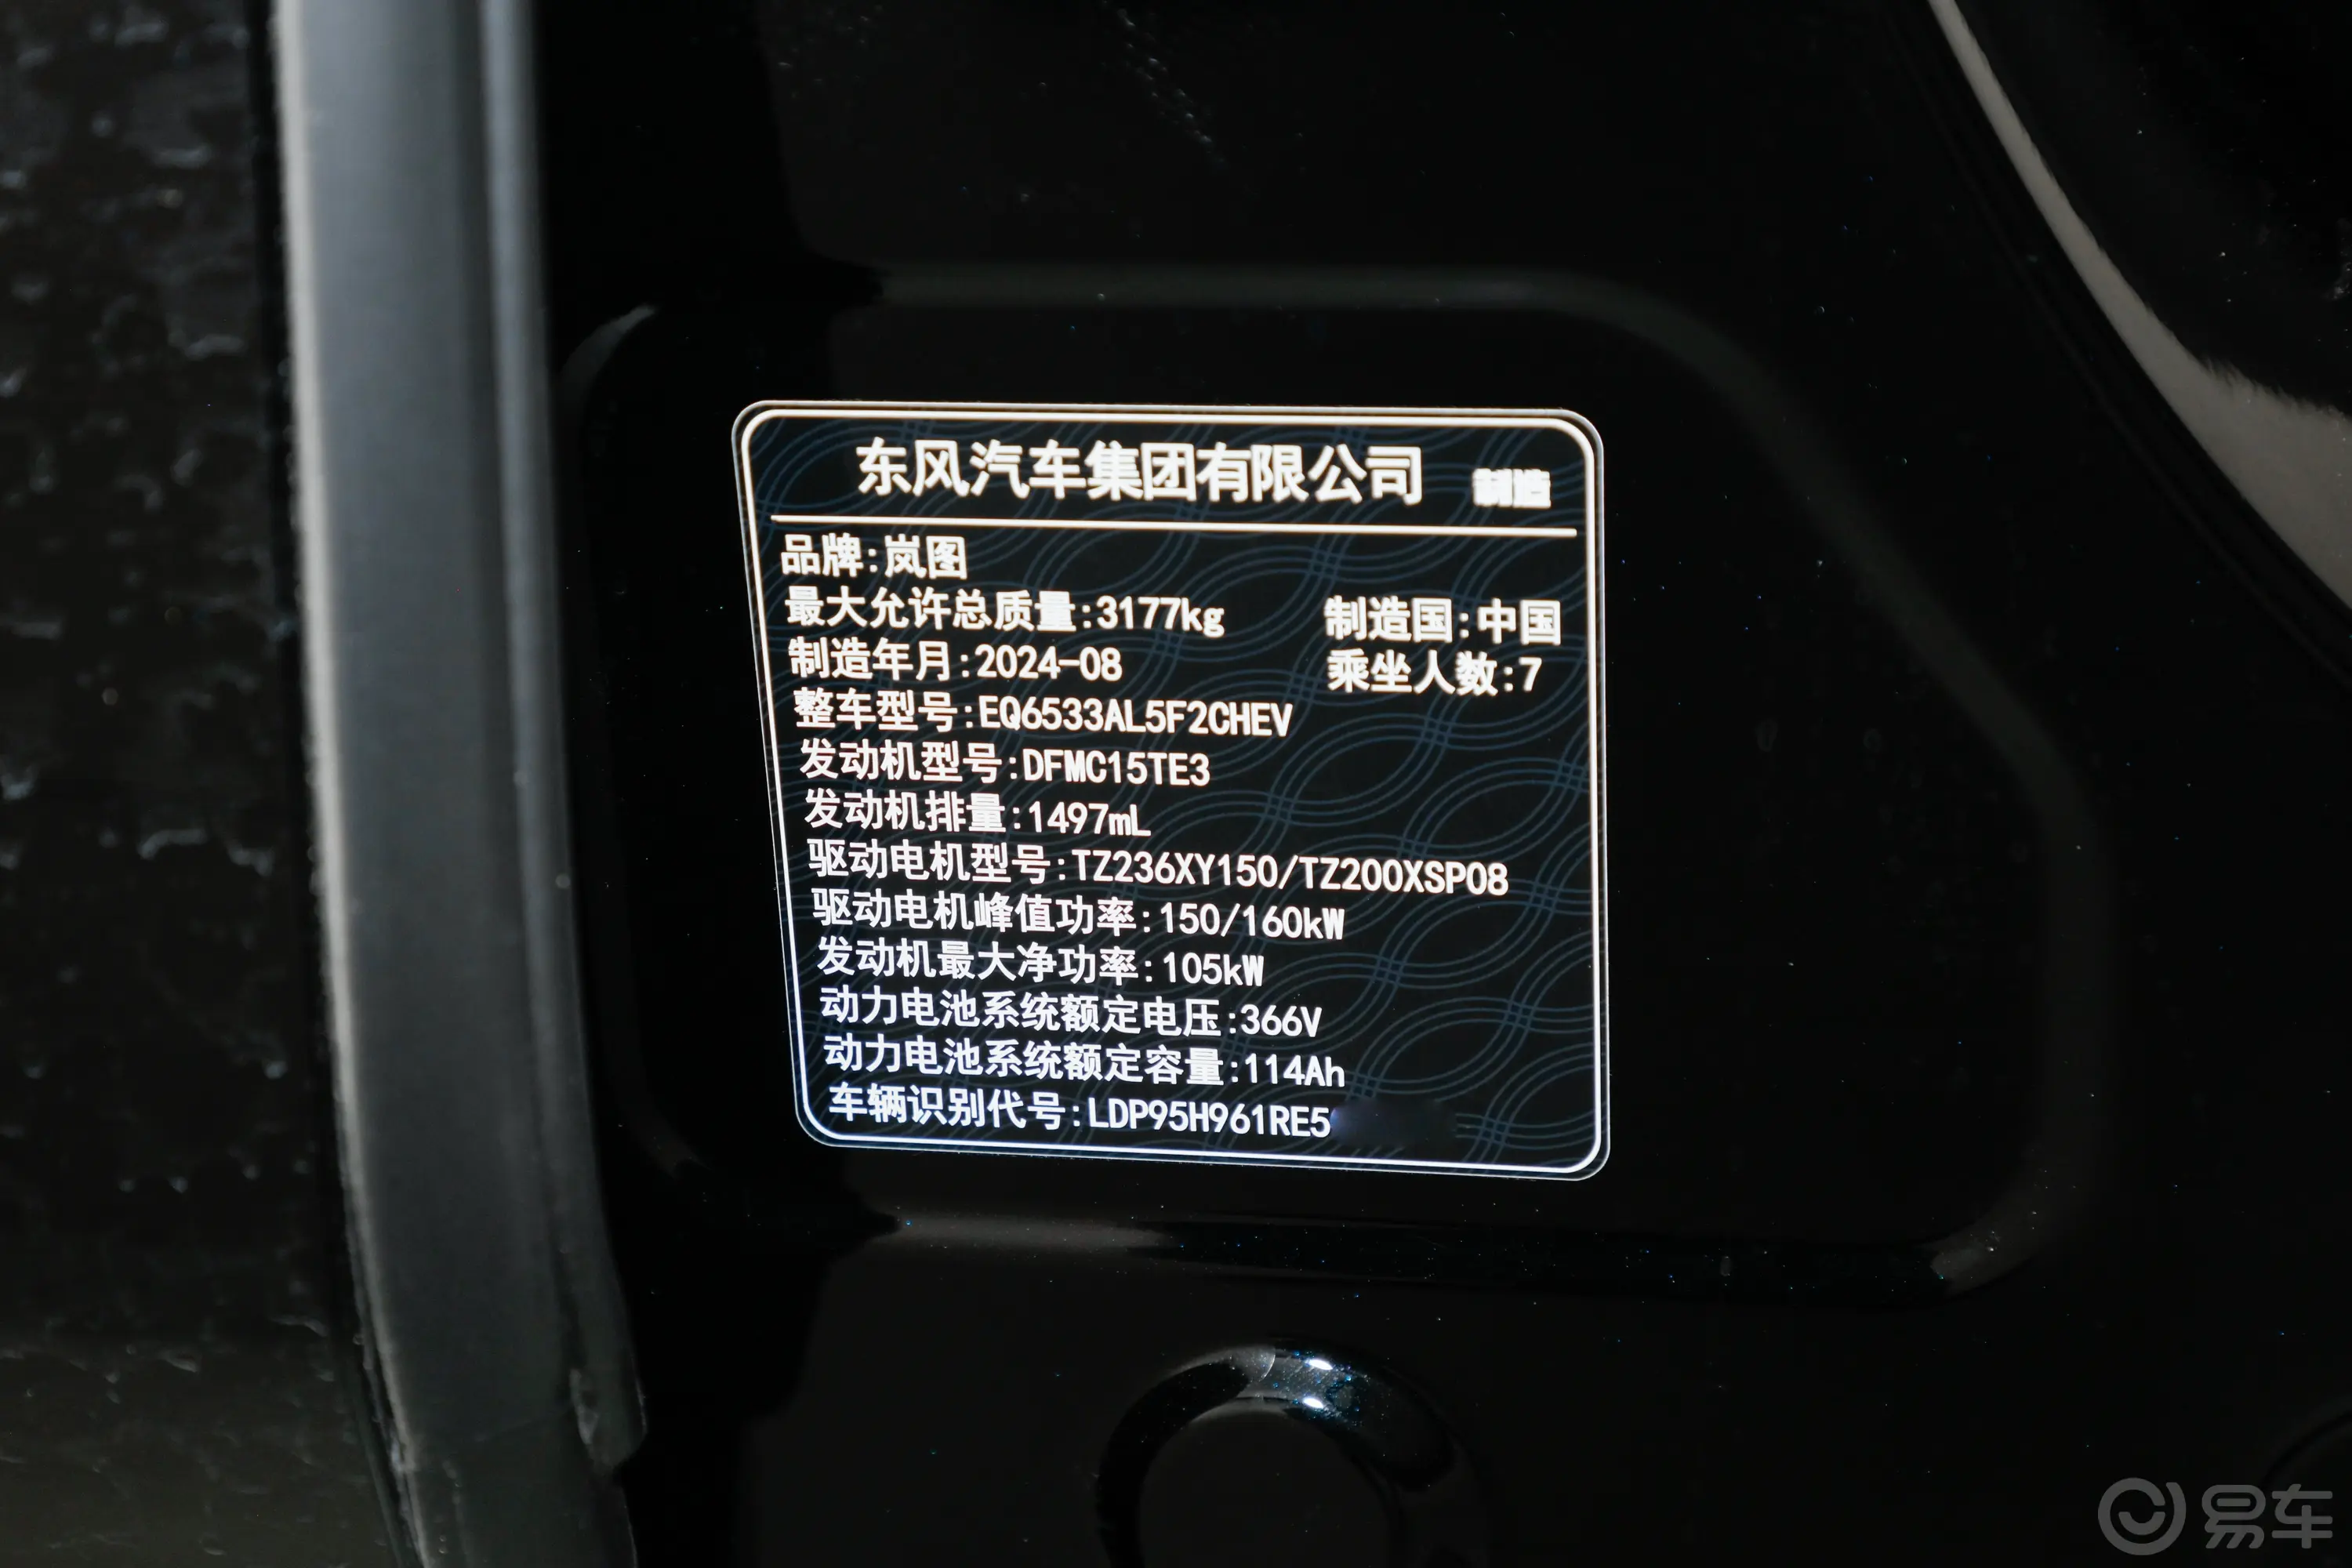 东风汽车集团有限公司 制造
品牌:岚图
最大允许总质量:3177kg 制造国:中国
制造年月:2024-08 乘坐人数:7
整车型号:EQ6533AL5F2CHEV
发动机型号:DFMC15TE3
发动机排量:1497mL
驱动电机型号:TZ236XY150/TZ200XSP08
驱动电机峰值功率:150/160kW
发动机最大净功率:105kW
动力电池系统额定电压:366V
动力电池系统额定容量:114Ah
车辆识别代号:LDP95H961RE5
易车